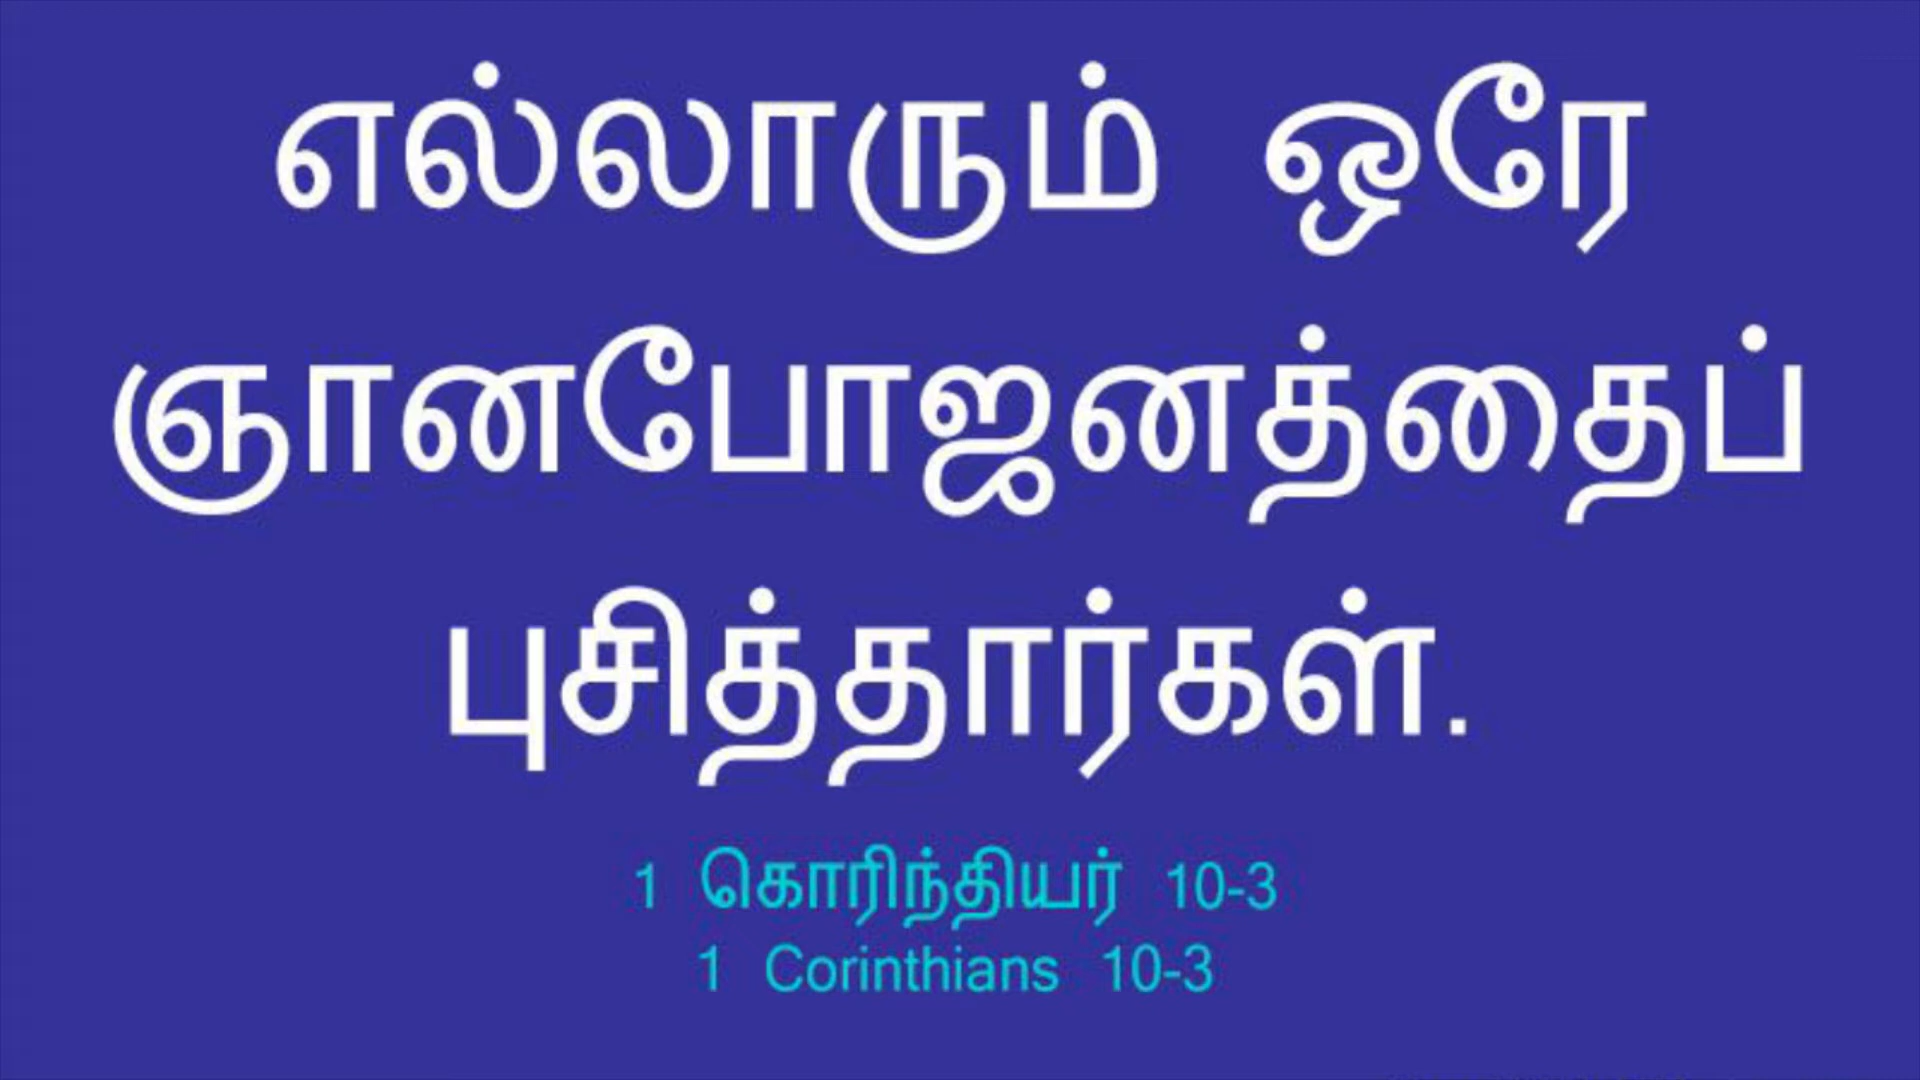 எல்லாரும் ஒரே
ஞானபோஜனத்தைப்
புசித்தார்கள்.
1 கொரிந்தியர் 10-3
1 Corinthians 10-3